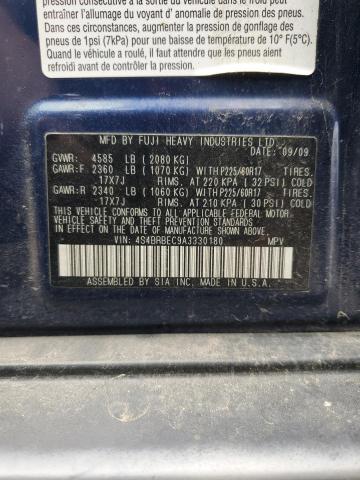 pression consécutive à la sortie du véhicule dans le froid peut
entraîner l'allumage du voyant d' anomalie de pression des pneus.
Dans ces circonstances, augmenter la pression de gonflage
des pneus de 1psi (7kPa) pour une baisse de température de 10° F(5°C).
Quand le véhicule a roulé, il faut attendre que les pneus aient
refroidi avant d'effectuer le contrôle.
MFD BY FUJI HEAVY INDUSTRIES LTD.
DATE: 09/09
GVWR: 4585 LB (2080 KG)
GAWR:F 2360 LB (1070 KG) WITH P225/60R17 TIRES,
17X7J RIMS, AT 220 KPA ( 32 PSI) COLD
GAWR:R 2340 LB (1060 KG) WITH P225/60R17 TIRES,
17X7J RIMS, AT 210 KPA ( 30 PSI) COLD
THIS VEHICLE CONFORMS TO ALL APPLICABLE
FEDERAL MOTOR VEHICLE SAFETY, BUMPER AND
THEFT PREVENTION STANDARDS IN EFFECT ON
THE DATE OF MANUFACTURE SHOWN ABOVE.
VIN: 4S4BRBEC9A3330180 MPV
ASSEMBLED BY SIA INC. MADE IN U.S.A.